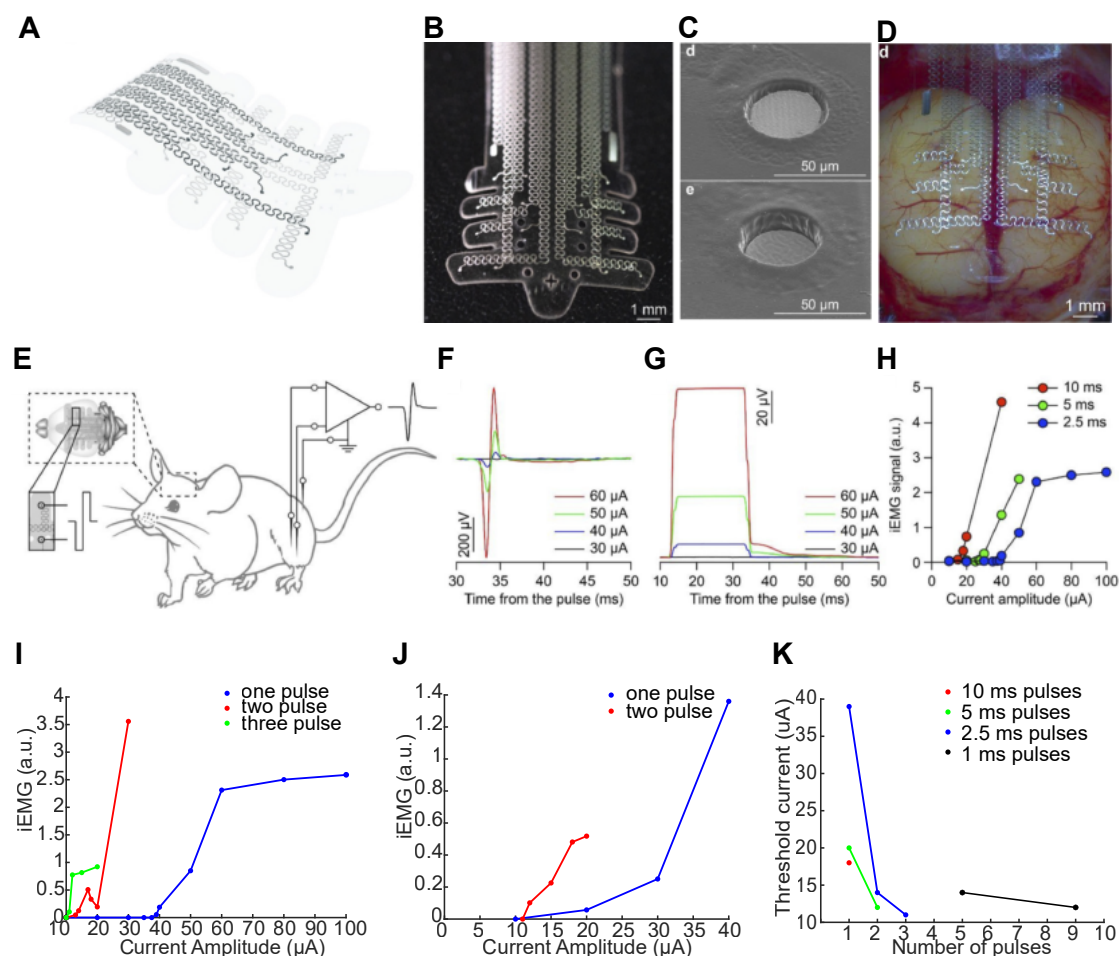 A
B
1 mm
C
d
50 µm
e
50 µm
D
d
1 mm
E
F
200 µV
60 µA
50 µA
40 µA
30 µA
30 35 40 45 50
Time from the pulse (ms)
G
20 µV
60 µA
50 µA
40 µA
30 µA
10 20 30 40 50 60
Time from the pulse (ms)
H
10 ms
5 ms
2.5 ms
iEMG signal (a.u.)
5
4
3
2
1
0
0 20 40 60 80 100
Current amplitude (µA)
I
one pulse
two pulse
three pulse
iEMG (a.u.)
4
3.5
3
2.5
2
1.5
1
0.5
0
10 20 30 40 50 60 70 80 90 100
Current Amplitude (µA)
J
one pulse
two pulse
iEMG (a.u.)
1.4
1.2
1
0.8
0.6
0.4
0.2
0
0 5 10 15 20 25 30 35 40
Current Amplitude (µA)
K
10 ms pulses
5 ms pulses
2.5 ms pulses
1 ms pulses
Threshold current (uA)
40
35
30
25
20
15
10
1 2 3 4 5 6 7 8 9 10
Number of pulses